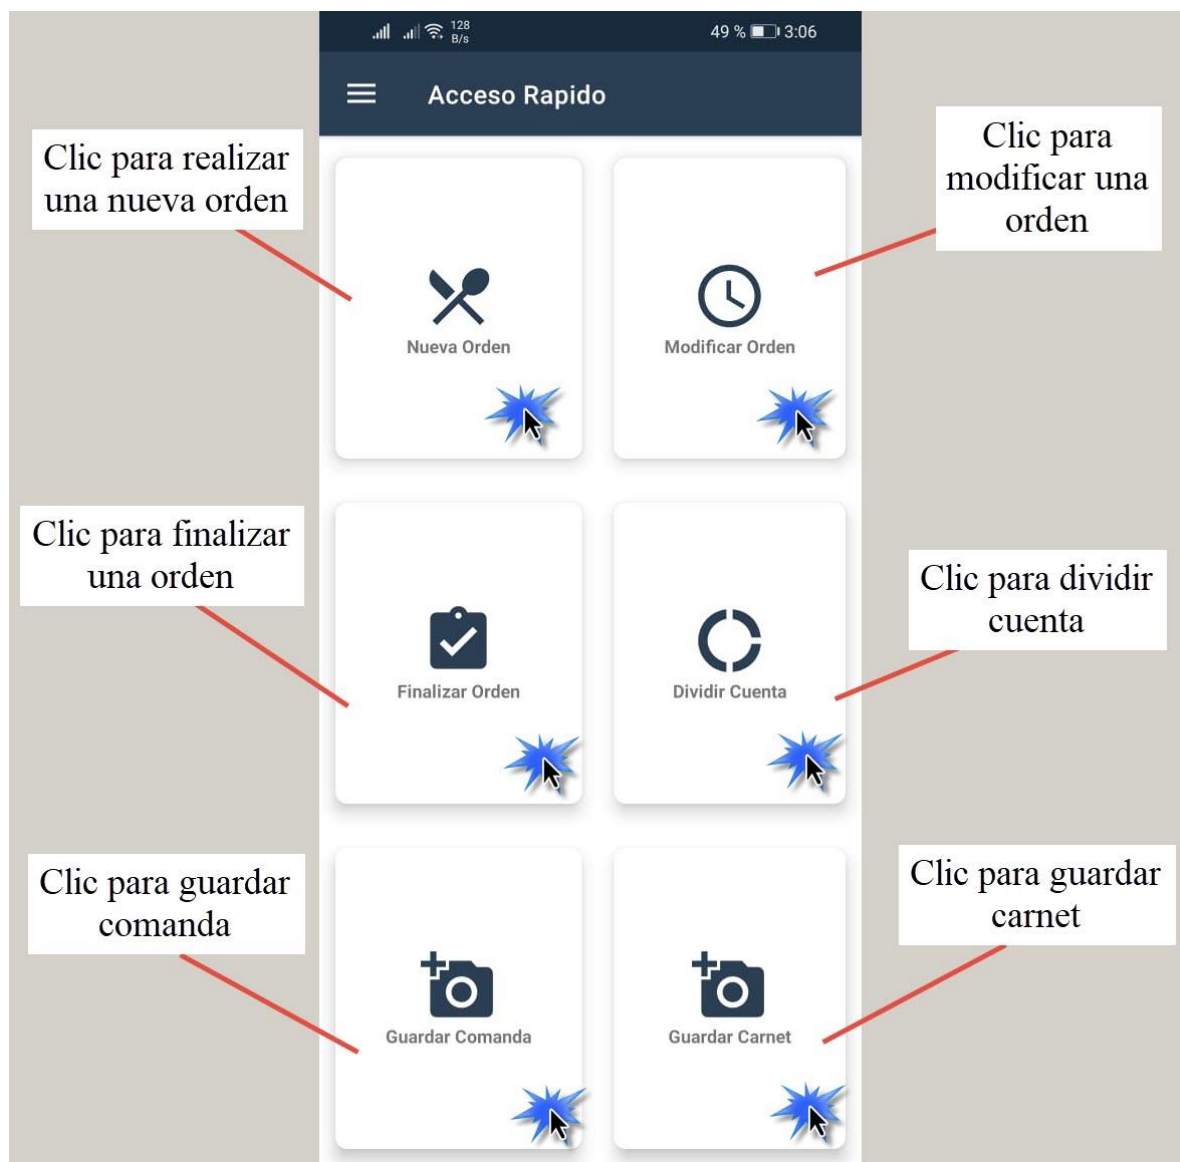 128
B/s
49 % 3:06
Acceso Rapido
Clic para realizar
una nueva orden
Clic para
modificar una
orden
Nueva Orden
Modificar Orden
Clic para finalizar
una orden
Clic para dividir
cuenta
Finalizar Orden
Dividir Cuenta
Clic para guardar
comanda
Clic para guardar
carnet
Guardar Comanda
Guardar Carnet